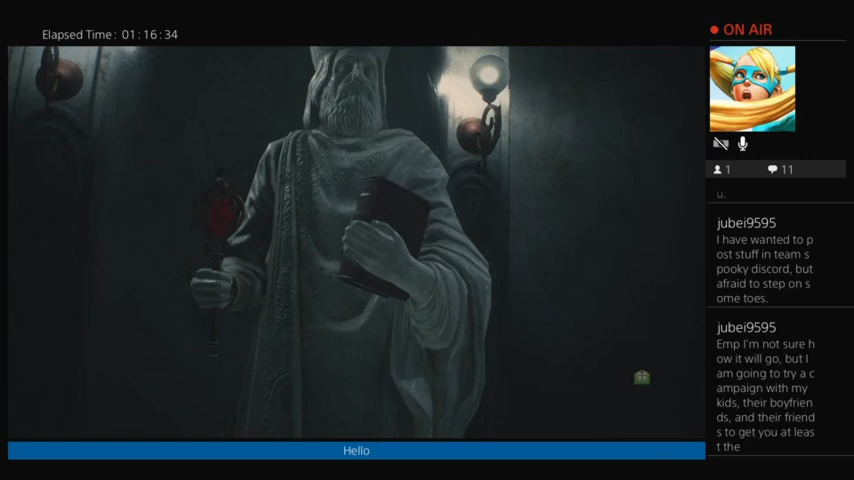 Elapsed Time: 01:16:34
ON AIR
1
11
u.
jubei9595
I have wanted to p
ost stuff in team s
pooky discord, but
afraid to step on s
ome toes.
jubei9595
Emp I'm not sure h
ow it will go, but I
am going to try a c
ampaign with my
kids, their boyfrien
ds, and their friend
s to get you at leas
t the
Hello